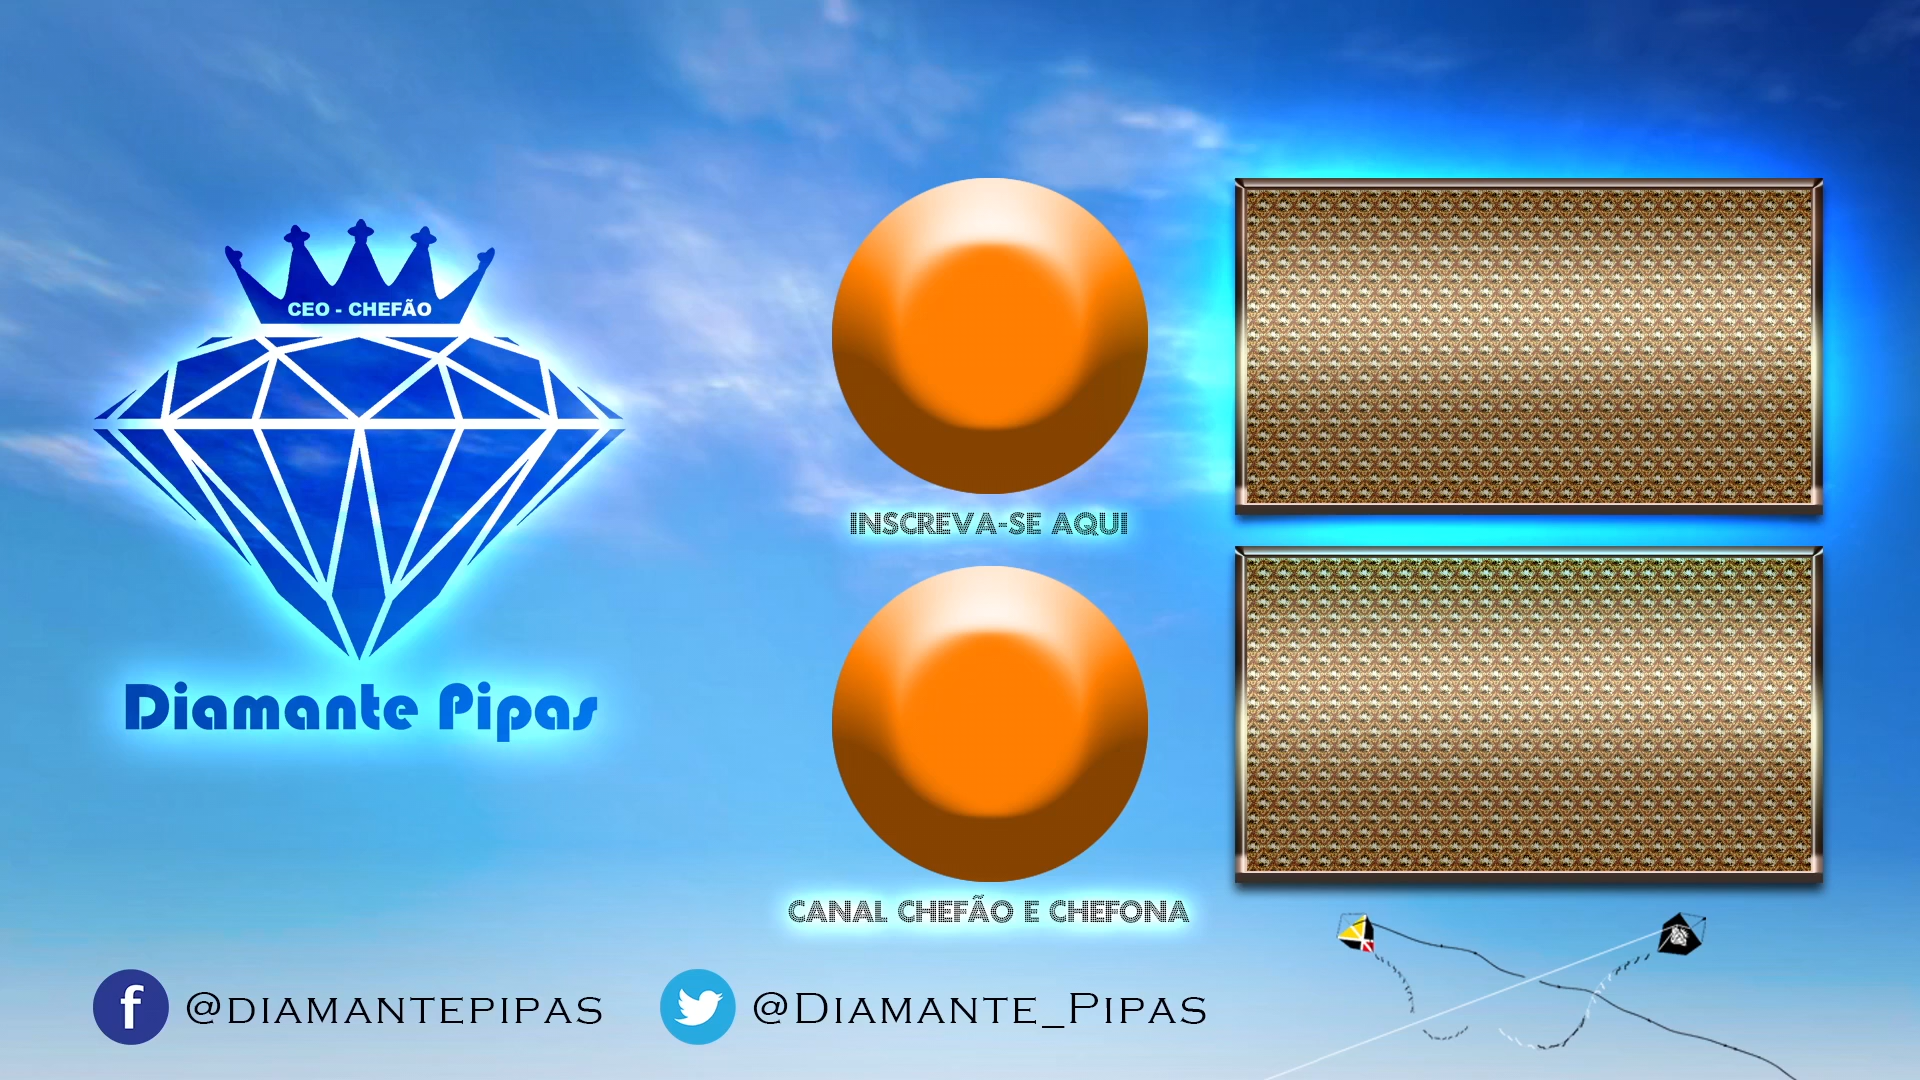 CEO - CHEFÃO
Diamante Pipas
INSCREVA-SE AQUI
CANAL CHEFÃO E CHEFONA
f @DIAMANTEPIPAS
@DIAMANTE_PIPAS